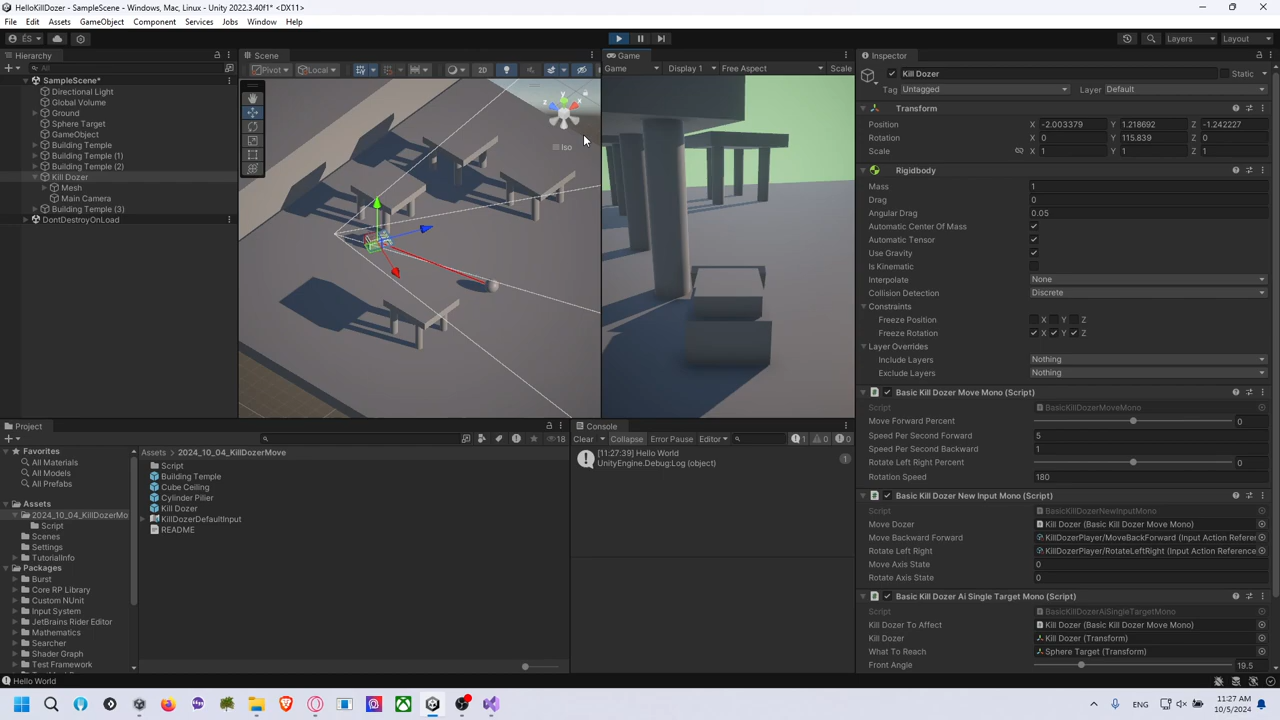 HelloKillDozer - SampleScene - Windows, Mac, Linux - Unity 2022.3.40f1* <DX11>
File Edit Assets GameObject Component Services Jobs Window Help
ÉS
Layers Layout
Hierarchy
All
SampleScene*
Directional Light
Global Volume
Ground
Sphere Target
GameObject
Building Temple
Building Temple (1)
Building Temple (2)
Kill Dozer
Mesh
Main Camera
Building Temple (3)
DontDestroyOnLoad
Scene
Pivot Local 2D
y
z x
Iso
Game
Game Display 1 Free Aspect Scale
Inspector
Kill Dozer Static
Tag Untagged Layer Default
Transform
Position X -2.003379 Y 1.218692 Z -1.242227
Rotation X 0 Y 115.839 Z 0
Scale X 1 Y 1 Z 1
Rigidbody
Mass 1
Drag 0
Angular Drag 0.05
Automatic Center Of Mass
Automatic Tensor
Use Gravity
Is Kinematic
Interpolate None
Collision Detection Discrete
Constraints
Freeze Position X Y Z
Freeze Rotation X Y Z
Layer Overrides
Include Layers Nothing
Exclude Layers Nothing
Basic Kill Dozer Move Mono (Script)
Script BasicKillDozerMoveMono
Move Forward Percent 0
Speed Per Second Forward 5
Speed Per Second Backward 1
Rotate Left Right Percent 0
Rotation Speed 180
Basic Kill Dozer New Input Mono (Script)
Script BasicKillDozerNewInputMono
Move Dozer Kill Dozer (Basic Kill Dozer Move Mono)
Move Backward Forward KillDozerPlayer/MoveBackForward (Input Action Referen
Rotate Left Right KillDozerPlayer/RotateLeftRight (Input Action Reference
Move Axis State 0
Rotate Axis State 0
Basic Kill Dozer Ai Single Target Mono (Script)
Script BasicKillDozerAiSingleTargetMono
Kill Dozer To Affect Kill Dozer (Basic Kill Dozer Move Mono)
Kill Dozer Kill Dozer (Transform)
What To Reach Sphere Target (Transform)
Front Angle 19.5
Project
18
Favorites
All Materials
All Models
All Prefabs
Assets
2024_10_04_KillDozerMo
Script
Scenes
Settings
TutorialInfo
Packages
Burst
Core RP Library
Custom NUnit
Input System
JetBrains Rider Editor
Mathematics
Searcher
Shader Graph
Test Framework
Assets > 2024_10_04_KillDozerMove
Script
Building Temple
Cube Ceiling
Cylinder Pilier
Kill Dozer
KillDozerDefaultInput
README
Console
Clear Collapse Error Pause Editor 1 0 0
[11:27:39] Hello World
UnityEngine.Debug:Log (object)
1
Hello World
ENG
11:27 AM
10/5/2024